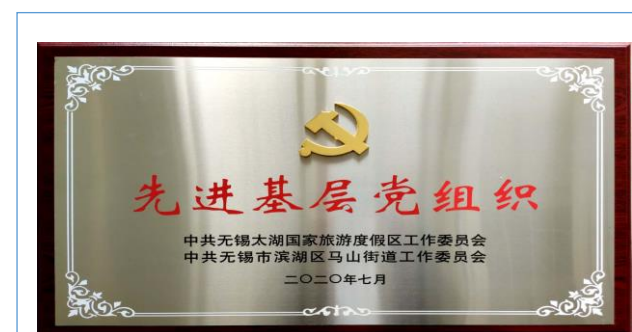 先进基层党组织
中共无锡太湖国家旅游度假区工作委员会
中共无锡市滨湖区马山街道工作委员会
二〇二〇年七月